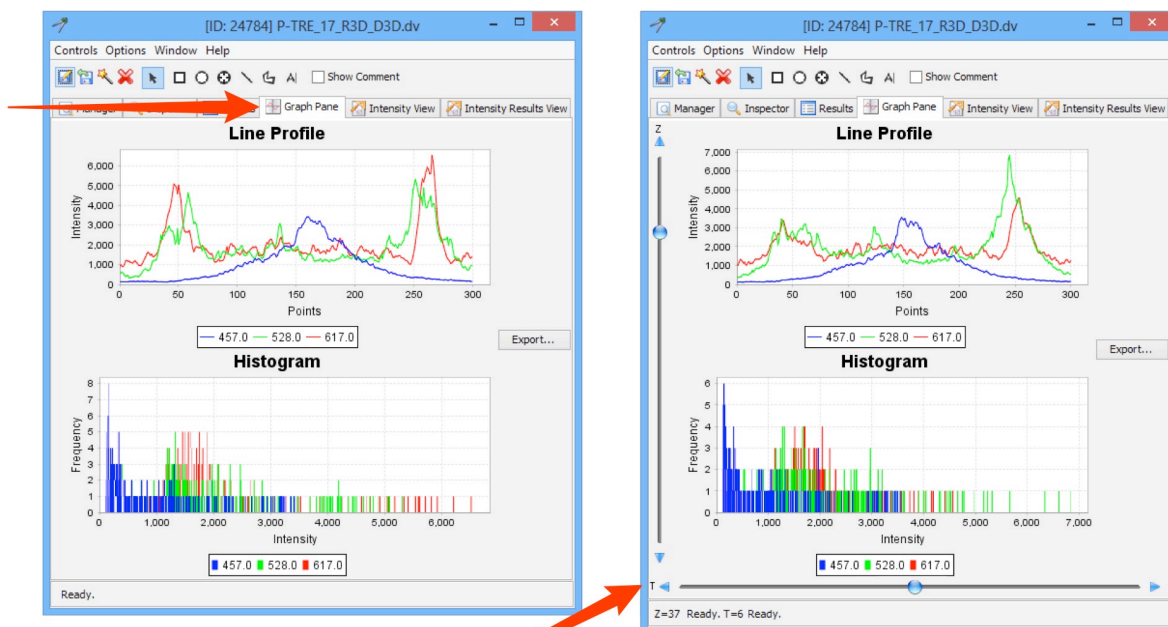 [ID: 24784] P-TRE_17_R3D_D3D.dv
Controls Options Window Help
A Show Comment
Graph Pane Intensity View Intensity Results View
Line Profile
6,000
5,000
4,000
3,000
2,000
1,000
0
Intensity
0 50 100 150 200 250 300
Points
457.0 528.0 617.0
Export...
Histogram
8
7
6
5
4
3
2
1
0
Frequency
0 1,000 2,000 3,000 4,000 5,000 6,000
Intensity
457.0 528.0 617.0
Ready.
[ID: 24784] P-TRE_17_R3D_D3D.dv
Controls Options Window Help
A Show Comment
Manager Inspector Results Graph Pane Intensity View Intensity Results View
Z
Line Profile
7,000
6,000
5,000
4,000
3,000
2,000
1,000
0
Intensity
0 50 100 150 200 250 300
Points
457.0 528.0 617.0
Export...
Histogram
6
5
4
3
2
1
0
Frequency
0 1,000 2,000 3,000 4,000 5,000 6,000 7,000
Intensity
457.0 528.0 617.0
T
Z=37 Ready. T=6 Ready.